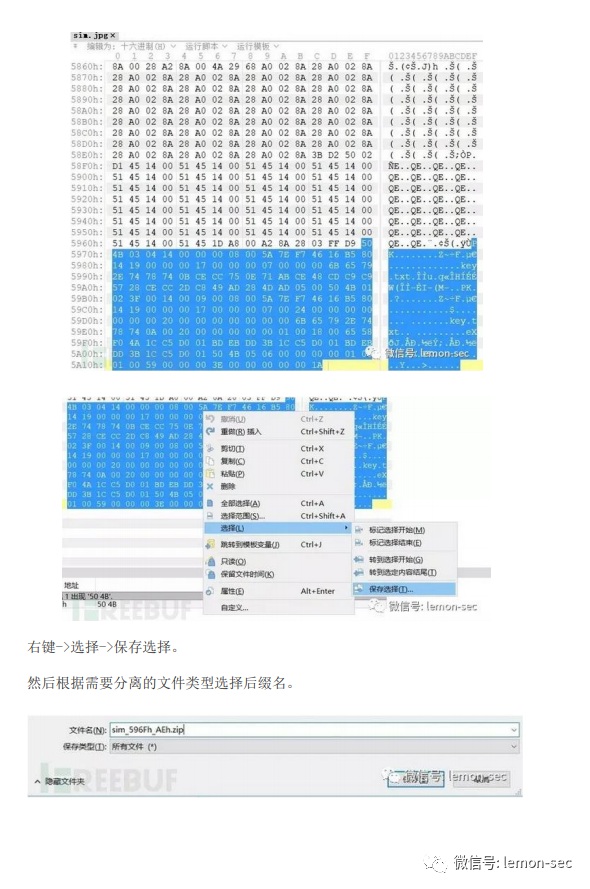 sim.jpg ×
编辑为: 十六进制(H) 运行脚本 运行模板
0 1 2 3 4 5 6 7 8 9 A B C D E F 0123456789ABCDEF
5860h: 8A 00 28 A2 8A 00 4A 29 68 A0 02 8A 28 A0 02 8A Š.(¢Š.J)h .Š( .Š
5870h: 28 A0 02 8A 28 A0 02 8A 28 A0 02 8A 28 A0 02 8A ( .Š( .Š( .Š( .Š
5880h: 28 A0 02 8A 28 A0 02 8A 28 A0 02 8A 28 A0 02 8A ( .Š( .Š( .Š( .Š
5890h: 28 A0 02 8A 28 A0 02 8A 28 A0 02 8A 28 A0 02 8A ( .Š( .Š( .Š( .Š
58A0h: 28 A0 02 8A 28 A0 02 8A 28 A0 02 8A 28 A0 02 8A ( .Š( .Š( .Š( .Š
58B0h: 28 A0 02 8A 28 A0 02 8A 28 A0 02 8A 28 A0 02 8A ( .Š( .Š( .Š( .Š
58C0h: 28 A0 02 8A 28 A0 02 8A 28 A0 02 8A 28 A0 02 8A ( .Š( .Š( .Š( .Š
58D0h: 28 A0 02 8A 28 A0 02 8A 28 A0 02 8A 28 A0 02 8A ( .Š( .Š( .Š( .Š
58E0h: 28 A0 02 8A 28 A0 02 8A 28 A0 02 8A 3B D2 50 02 ( .Š( .Š( .Š;ÒP.
58F0h: D1 45 14 00 51 45 14 00 51 45 14 00 51 45 14 00 ÑE..QE..QE..QE..
5900h: 51 45 14 00 51 45 14 00 51 45 14 00 51 45 14 00 QE..QE..QE..QE..
5910h: 51 45 14 00 51 45 14 00 51 45 14 00 51 45 14 00 QE..QE..QE..QE..
5920h: 51 45 14 00 51 45 14 00 51 45 14 00 51 45 14 00 QE..QE..QE..QE..
5930h: 51 45 14 00 51 45 14 00 51 45 14 00 51 45 14 00 QE..QE..QE..QE..
5940h: 51 45 14 00 51 45 14 00 51 45 14 00 51 45 14 00 QE..QE..QE..QE..
5950h: 51 45 14 00 51 45 14 00 51 45 14 00 51 45 14 00 QE..QE..QE..QE..
5960h: 51 45 14 00 51 45 1D A8 00 A2 8A 28 03 FF D9 50 QE..QE.¨.¢Š(.ÿÙP
5970h: 4B 03 04 14 00 00 00 08 00 5A 7E F7 46 16 B5 80 K........Z~÷F.µ€
5980h: 14 19 00 00 00 17 00 00 00 07 00 00 00 6B 65 79 .............key
5990h: 2E 74 78 74 0B CE CC 75 0E 71 AB CE 48 CD C9 C9 .txt.ÎÌu.q«ÎHÍÉÉ
59A0h: 57 28 CE CC 2D C8 49 AD 28 4D AD 05 00 50 4B 01 W(ÎÌ-ÈI-(M-..PK.
59B0h: 02 3F 00 14 00 09 00 08 00 5A 7E F7 46 16 B5 80 .?.......Z~÷F.µ€
59C0h: 14 19 00 00 00 17 00 00 00 07 00 24 00 00 00 00 ...........$....
59D0h: 00 00 00 20 00 00 00 00 00 00 00 6B 65 79 2E 74 ... .......key.t
59E0h: 78 74 0A 00 20 00 00 00 00 00 01 00 18 00 65 58 xt.. .........eX
59F0h: F0 4A 1C C5 D0 01 BD EB DD 3B 1C C5 D0 01 BD EB
5A00h: DD 3B 1C C5 D0 01 50 4B 05 06 00 00 00 00 01 00
5A10h: 01 00 59 00 00 00 3E 00 00 00 00 00 1A ..Y...>......
微信号: lemon-sec
撤消(U) Ctrl+Z
重做(R) 插入 Ctrl+Shift+Z
剪切(T) Ctrl+X
复制(C) Ctrl+C
粘贴(P) Ctrl+V
删除
全部选择(A) Ctrl+A
选择范围(S)... Ctrl+Shift+A
选择(L)
标记选择开始(M)
标记选择结束(E)
跳转到模板变量(J) Ctrl+J
转到选择开始(G)
只读(O)
转到选定内容结尾(T)
保留文件时间(K)
属性(E) Alt+Enter
保存选择(T)...
自定义...
地址
1 出现 '50 4B'.
h 50 4B
REEBUF
微信号: lemon-sec
右键->选择->保存选择。
然后根据需要分离的文件类型选择后缀名。
文件名(N): sim_596Fh_AEh.zip
保存类型(T): 所有文件 (*)
隐藏文件夹
REEBUF
微信号: lemon-sec
微信号: lemon-sec